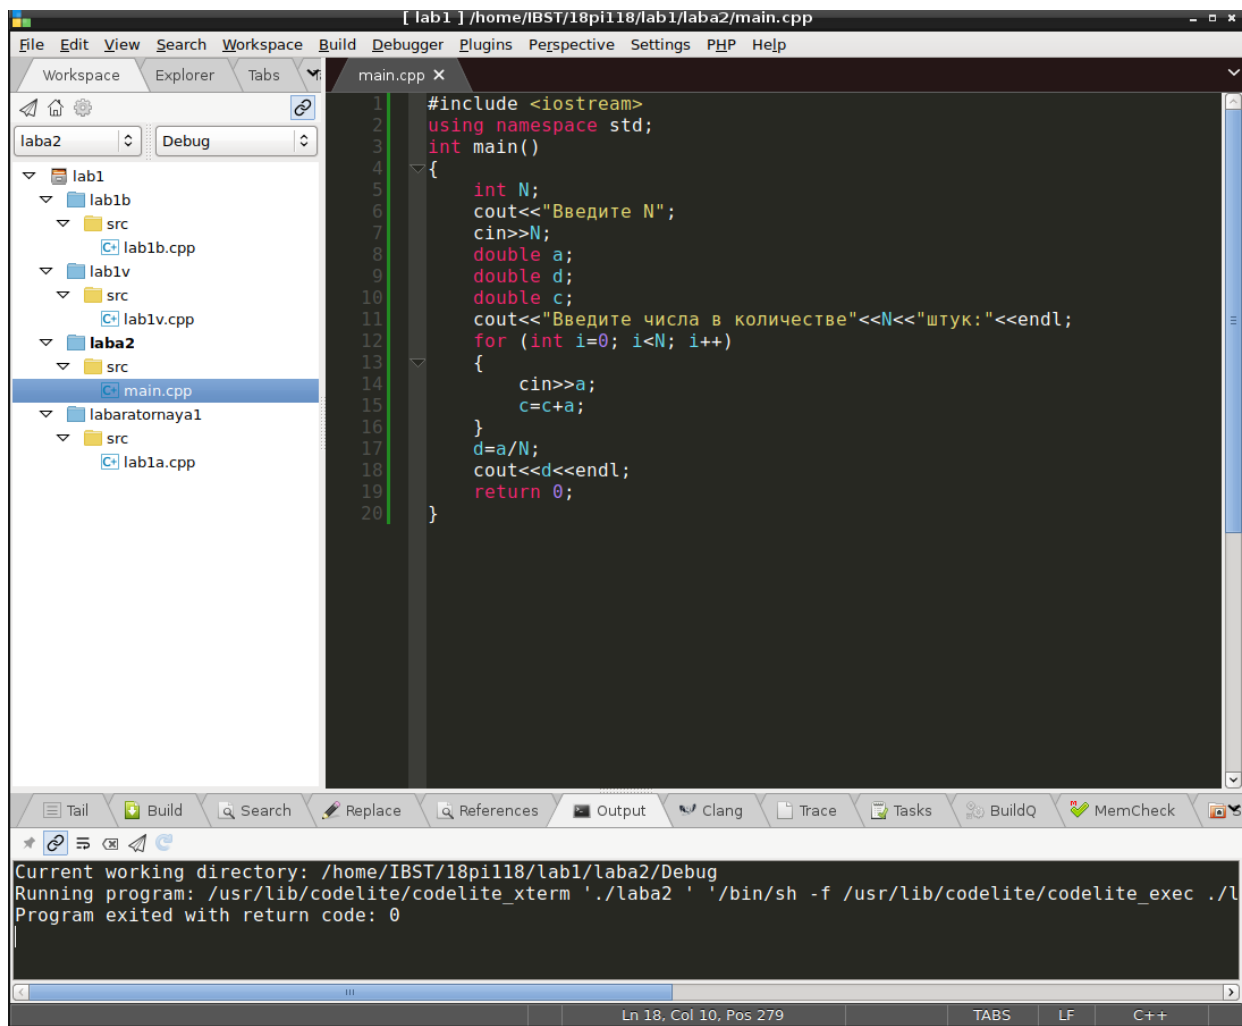 [ lab1 ] /home/IBST/18pi118/lab1/laba2/main.cpp
File Edit View Search Workspace Build Debugger Plugins Perspective Settings PHP Help
Workspace Explorer Tabs
main.cpp
laba2 Debug
lab1
lab1b
src
lab1b.cpp
lab1v
src
lab1v.cpp
laba2
src
main.cpp
labaratornaya1
src
lab1a.cpp
1 #include <iostream>
2 using namespace std;
3 int main()
4 {
5 int N;
6 cout<<"Введите N";
7 cin>>N;
8 double a;
9 double d;
10 double c;
11 cout<<"Введите числа в количестве"<<N<<"штук:"<<endl;
12 for (int i=0; i<N; i++)
13 {
14 cin>>a;
15 c=c+a;
16 }
17 d=a/N;
18 cout<<d<<endl;
19 return 0;
20 }
Tail Build Search Replace References Output Clang Trace Tasks BuildQ MemCheck
Current working directory: /home/IBST/18pi118/lab1/laba2/Debug
Running program: /usr/lib/codelite/codelite_xterm './laba2 ' '/bin/sh -f /usr/lib/codelite/codelite_exec ./l
Program exited with return code: 0
Ln 18, Col 10, Pos 279 TABS LF C++